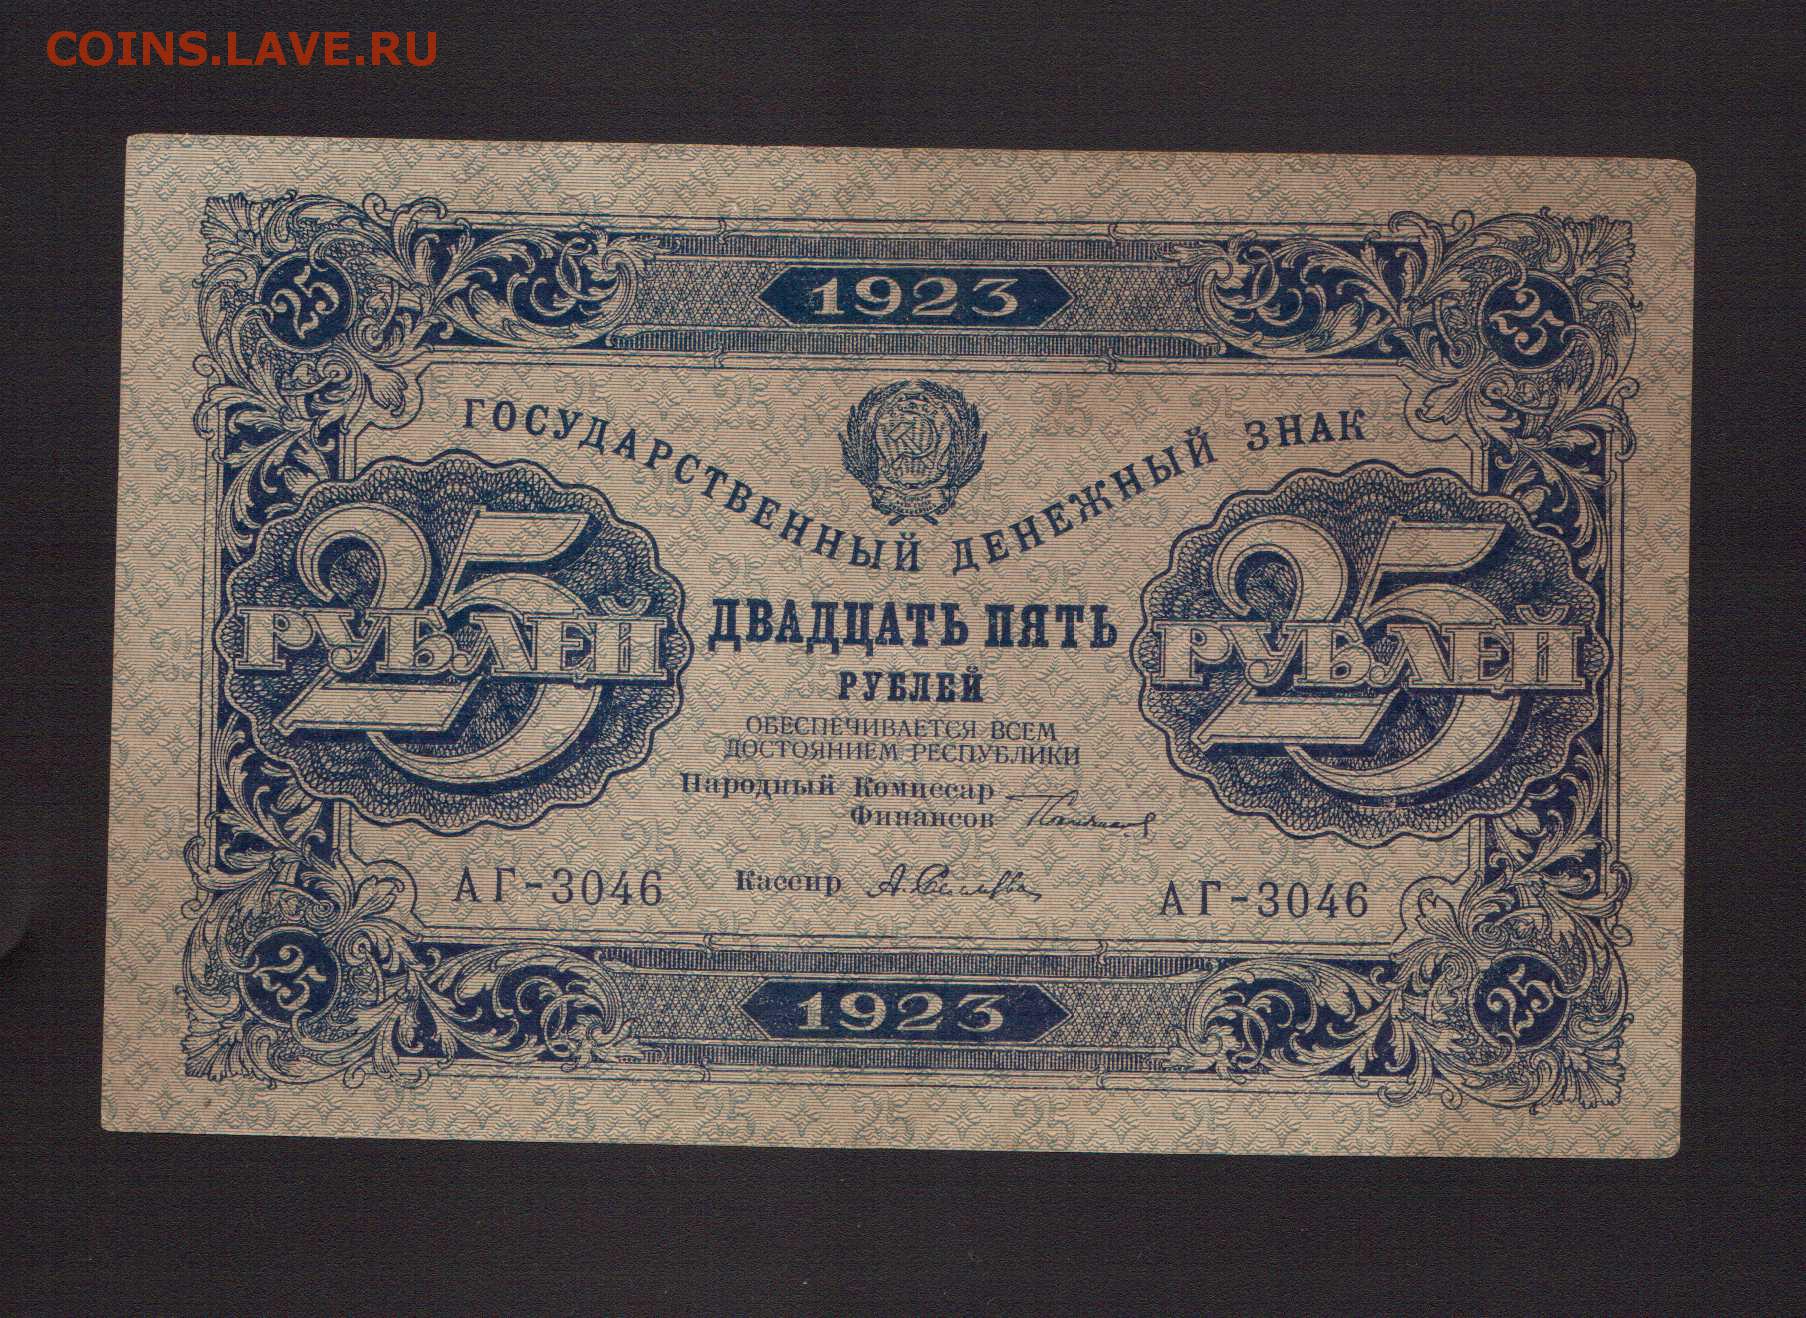 COINS.LAVE.RU
1923
25 25
ГОСУДАРСТВЕННЫЙ ДЕНЕЖНЫЙ ЗНАК
25 РУБЛЕЙ
ДВАДЦАТЬ ПЯТЬ
РУБЛЕЙ
25 РУБЛЕЙ
ОБЕСПЕЧИВАЕТСЯ ВСЕМ
ДОСТОЯНИЕМ РЕСПУБЛИКИ
Народный Комиссар
Финансов
АГ-3046 Кассир АГ-3046
25 25
1923